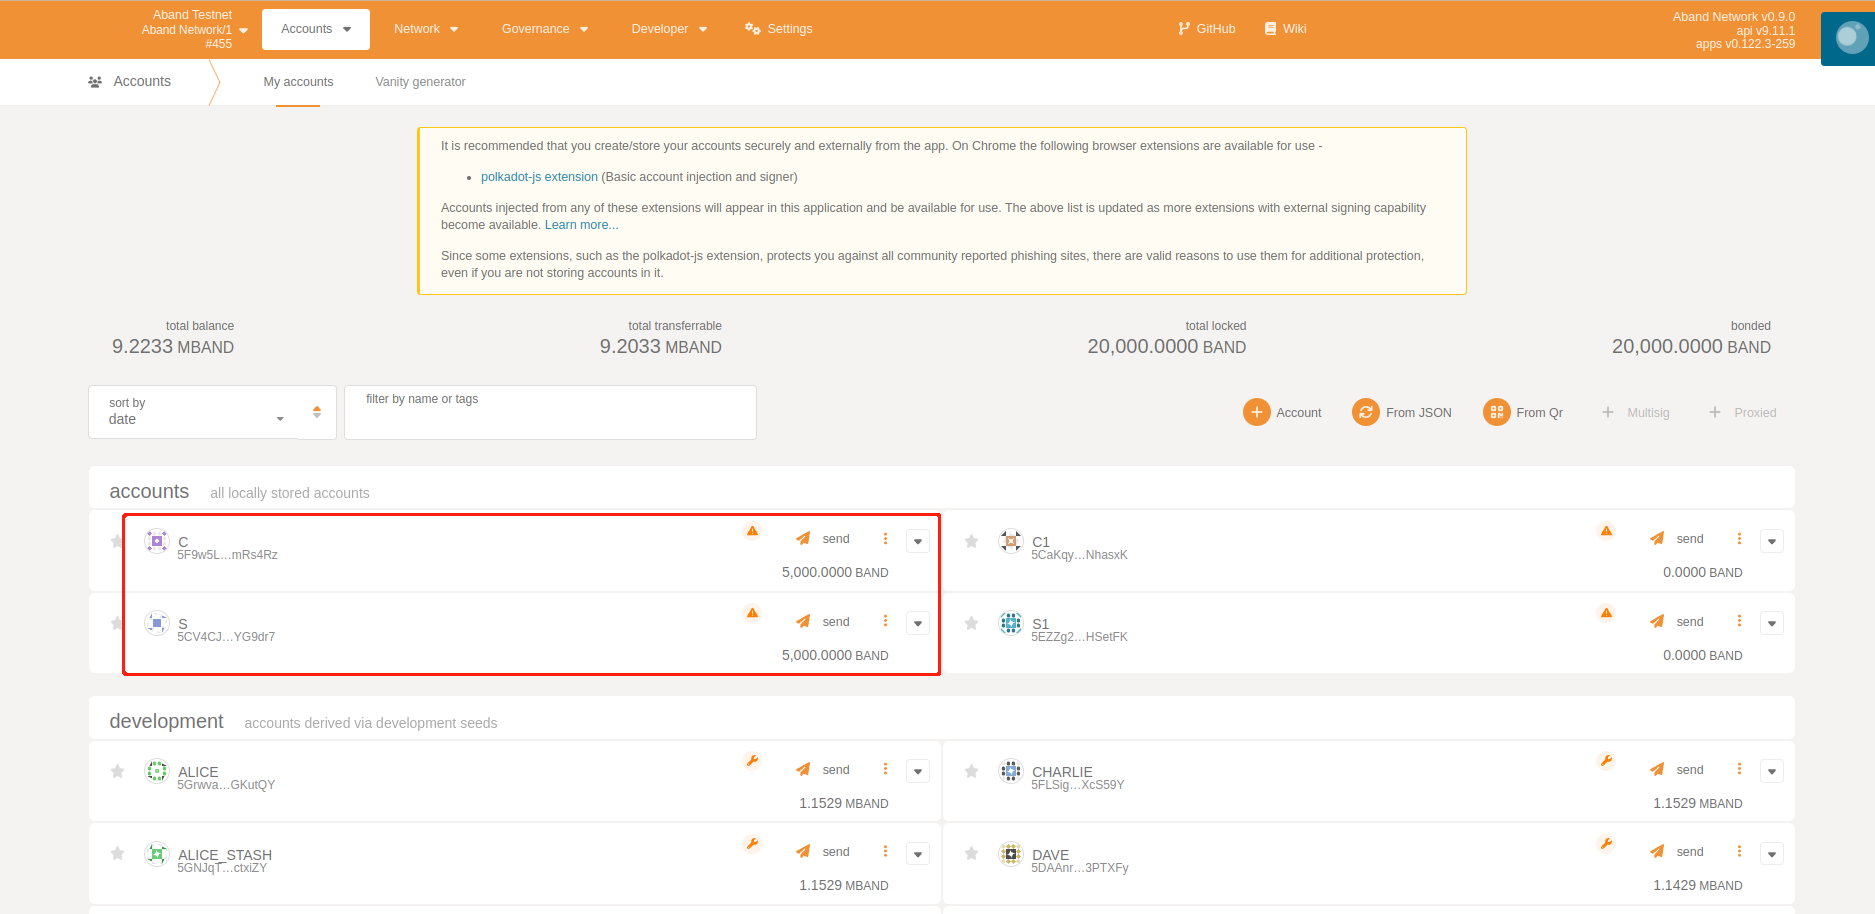 Aband Testnet
Aband Network/1
#455
Accounts
Network
Governance
Developer
Settings
GitHub
Wiki
Aband Network v0.9.0
api v9.11.1
apps v0.122.3-259
Accounts
My accounts
Vanity generator
It is recommended that you create/store your accounts securely and externally from the app. On Chrome the following browser extensions are available for use -
• polkadot-js extension (Basic account injection and signer)
Accounts injected from any of these extensions will appear in this application and be available for use. The above list is updated as more extensions with external signing capability
become available. Learn more...
Since some extensions, such as the polkadot-js extension, protects you against all community reported phishing sites, there are valid reasons to use them for additional protection,
even if you are not storing accounts in it.
total balance
9.2233 MBAND
total transferrable
9.2033 MBAND
total locked
20,000.0000 BAND
bonded
20,000.0000 BAND
sort by
date
filter by name or tags
Account
From JSON
From Qr
Multisig
Proxied
accounts all locally stored accounts
C
5F9w5L…mRs4Rz
send
5,000.0000 BAND
C1
5CaKqy…NhasxK
send
0.0000 BAND
S
5CV4CJ…YG9dr7
send
5,000.0000 BAND
S1
5EZZg2…HSetFK
send
0.0000 BAND
development accounts derived via development seeds
ALICE
5Grwva…GKutQY
send
1.1529 MBAND
CHARLIE
5FLSig…XcS59Y
send
1.1529 MBAND
ALICE_STASH
5GNJqT…ctxiZY
send
1.1529 MBAND
DAVE
5DAAnr…3PTXFy
send
1.1429 MBAND